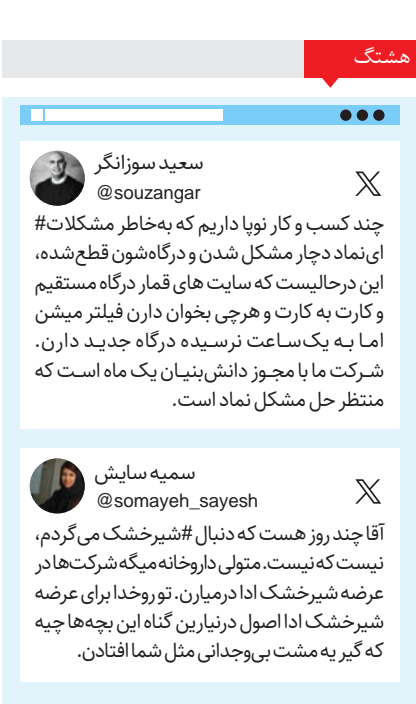 هشتگ
سعید سوزانگر
@souzangar
چند کسب و کار نوپا داریم که به‌خاطر مشکلات#
ای‌نماد دچار مشکل شدن و درگاه‌شون قطع‌شده،
این درحالیست که سایت های قمار درگاه مستقیم
و کارت به کارت و هرچی بخوان دارن فیلتر میشن
اما به یک‌ساعت نرسیده درگاه جدید دارن.
شرکت ما با مجوز دانش‌بنیان یک ماه است که
منتظر حل مشکل نماد است.
سمیه سایش
@somayeh_sayesh
آقا چند روز هست که دنبال #شیرخشک می‌گردم،
نیست که نیست. متولی داروخانه میگه شرکت‌ها در
عرضه شیرخشک ادا درمیارن. تورو خدا برای عرضه
شیرخشک ادا اصول درنیارین گناه این بچه‌ها چیه
که گیر یه مشت بی‌وجدانی مثل شما افتادن.